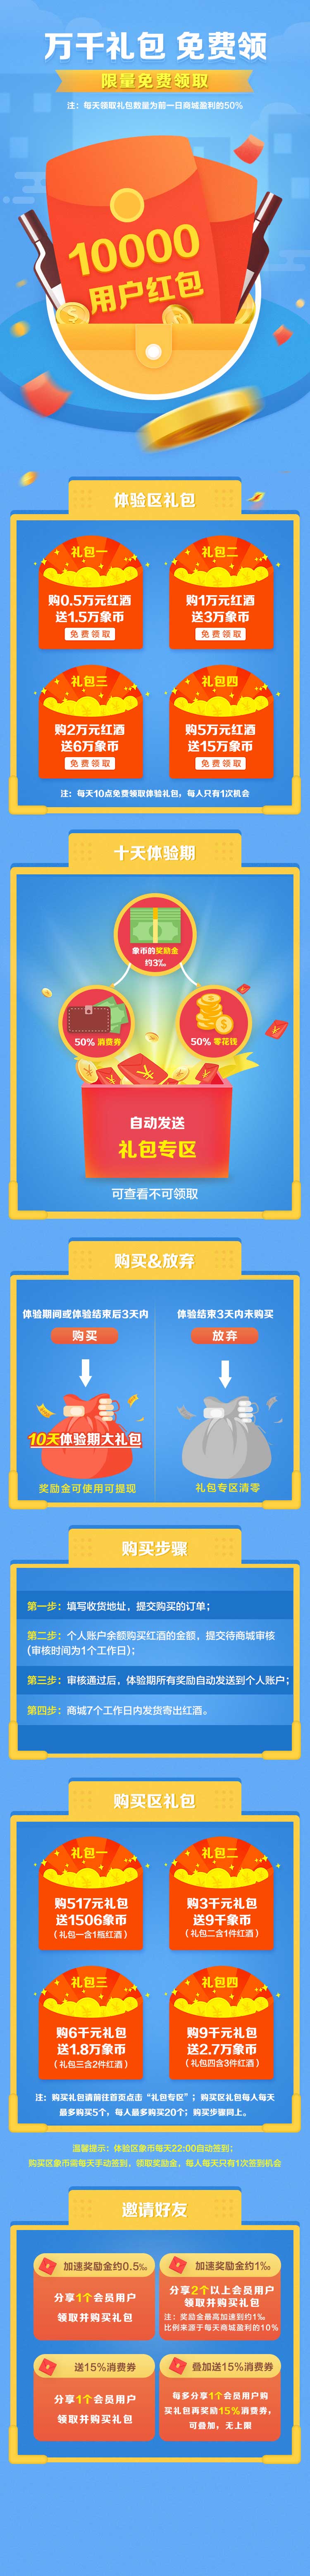 万千礼包 免费领
限量免费领取
注：每天领取礼包数量为前一日商城盈利的50%
10000
用户红包
体验区礼包
礼包一
购0.5万元红酒
送1.5万象币
免费领取
礼包二
购1万元红酒
送3万象币
免费领取
礼包三
购2万元红酒
送6万象币
免费领取
礼包四
购5万元红酒
送15万象币
免费领取
注：每天10点免费领取体验礼包，每人只有1次机会
十天体验期
象币的奖励金
约3‰
50% 消费券
50% 零花钱
自动发送
礼包专区
可查看不可领取
购买&放弃
体验期间或体验结束后3天内
购买
10天体验期大礼包
奖励金可使用可提现
体验结束3天内未购买
放弃
礼包专区清零
购买步骤
第一步：填写收货地址，提交购买的订单；
第二步：个人账户余额购买红酒的金额，提交待商城审核
(审核时间为1个工作日)；
第三步：审核通过后，体验期所有奖励自动发送到个人账户；
第四步：商城7个工作日内发货寄出红酒。
购买区礼包
礼包一
购517元礼包
送1506象币
（礼包一含1瓶红酒）
礼包二
购3千元礼包
送9千象币
（礼包二含1件红酒）
礼包三
购6千元礼包
送1.8万象币
（礼包三含2件红酒）
礼包四
购9千元礼包
送2.7万象币
（礼包四含3件红酒）
注：购买礼包请前往首页点击“礼包专区”；购买区礼包每人每天
最多购买5个，每人最多购买20个；购买步骤同上。
温馨提示：体验区象币每天22:00自动签到；
购买区象币需每天手动签到，领取奖励金，每人每天只有1次签到机会
邀请好友
加速奖励金约0.5‰
分享1个会员用户
领取并购买礼包
加速奖励金约1‰
分享2个以上会员用户
领取并购买礼包
注：奖励金最高加速到约1‰
比例来源于每天商城盈利的10%
送15%消费券
分享1个会员用户
领取并购买礼包
叠加送15%消费券
每多分享1个会员用户购
买礼包再奖励15%消费券，
可叠加，无上限